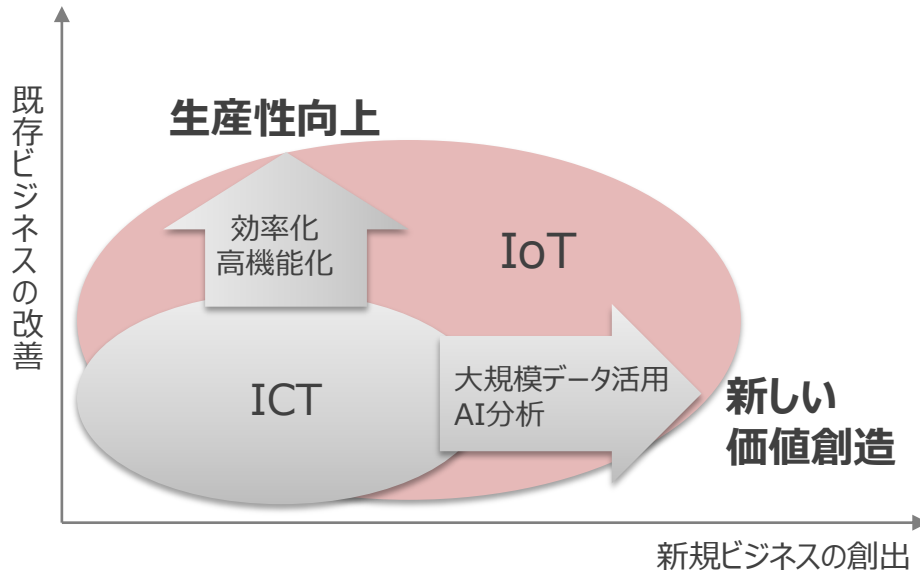 既存ビジネスの改善
生産性向上
効率化
高機能化
IoT
ICT
大規模データ活用
AI分析
新しい
価値創造
新規ビジネスの創出